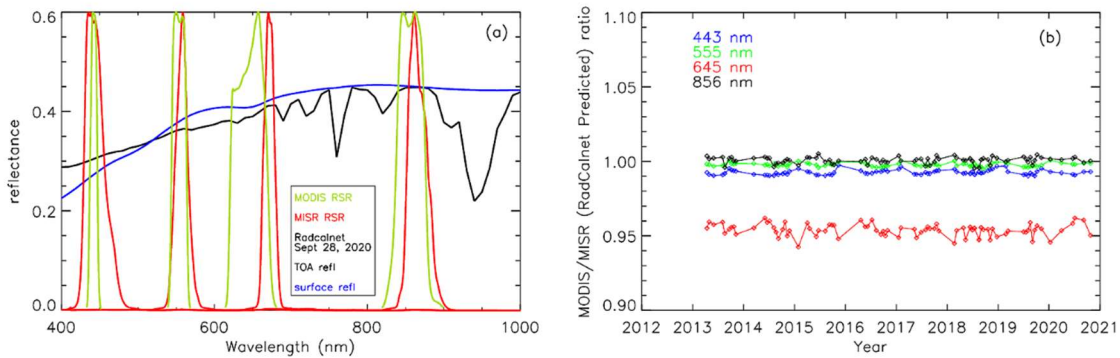 (a)
reflectance
0.6
0.4
0.2
0.0
MODIS RSR
MISR RSR
Radcalnet
Sept 28, 2020
TOA refl
surface refl
400
600
800
1000
Wavelength (nm)
(b)
MODIS/MISR (RadCalnet Predicted) ratio
1.10
1.05
1.00
0.95
0.90
443 nm
555 nm
645 nm
856 nm
2012 2013 2014 2015 2016 2017 2018 2019 2020 2021
Year